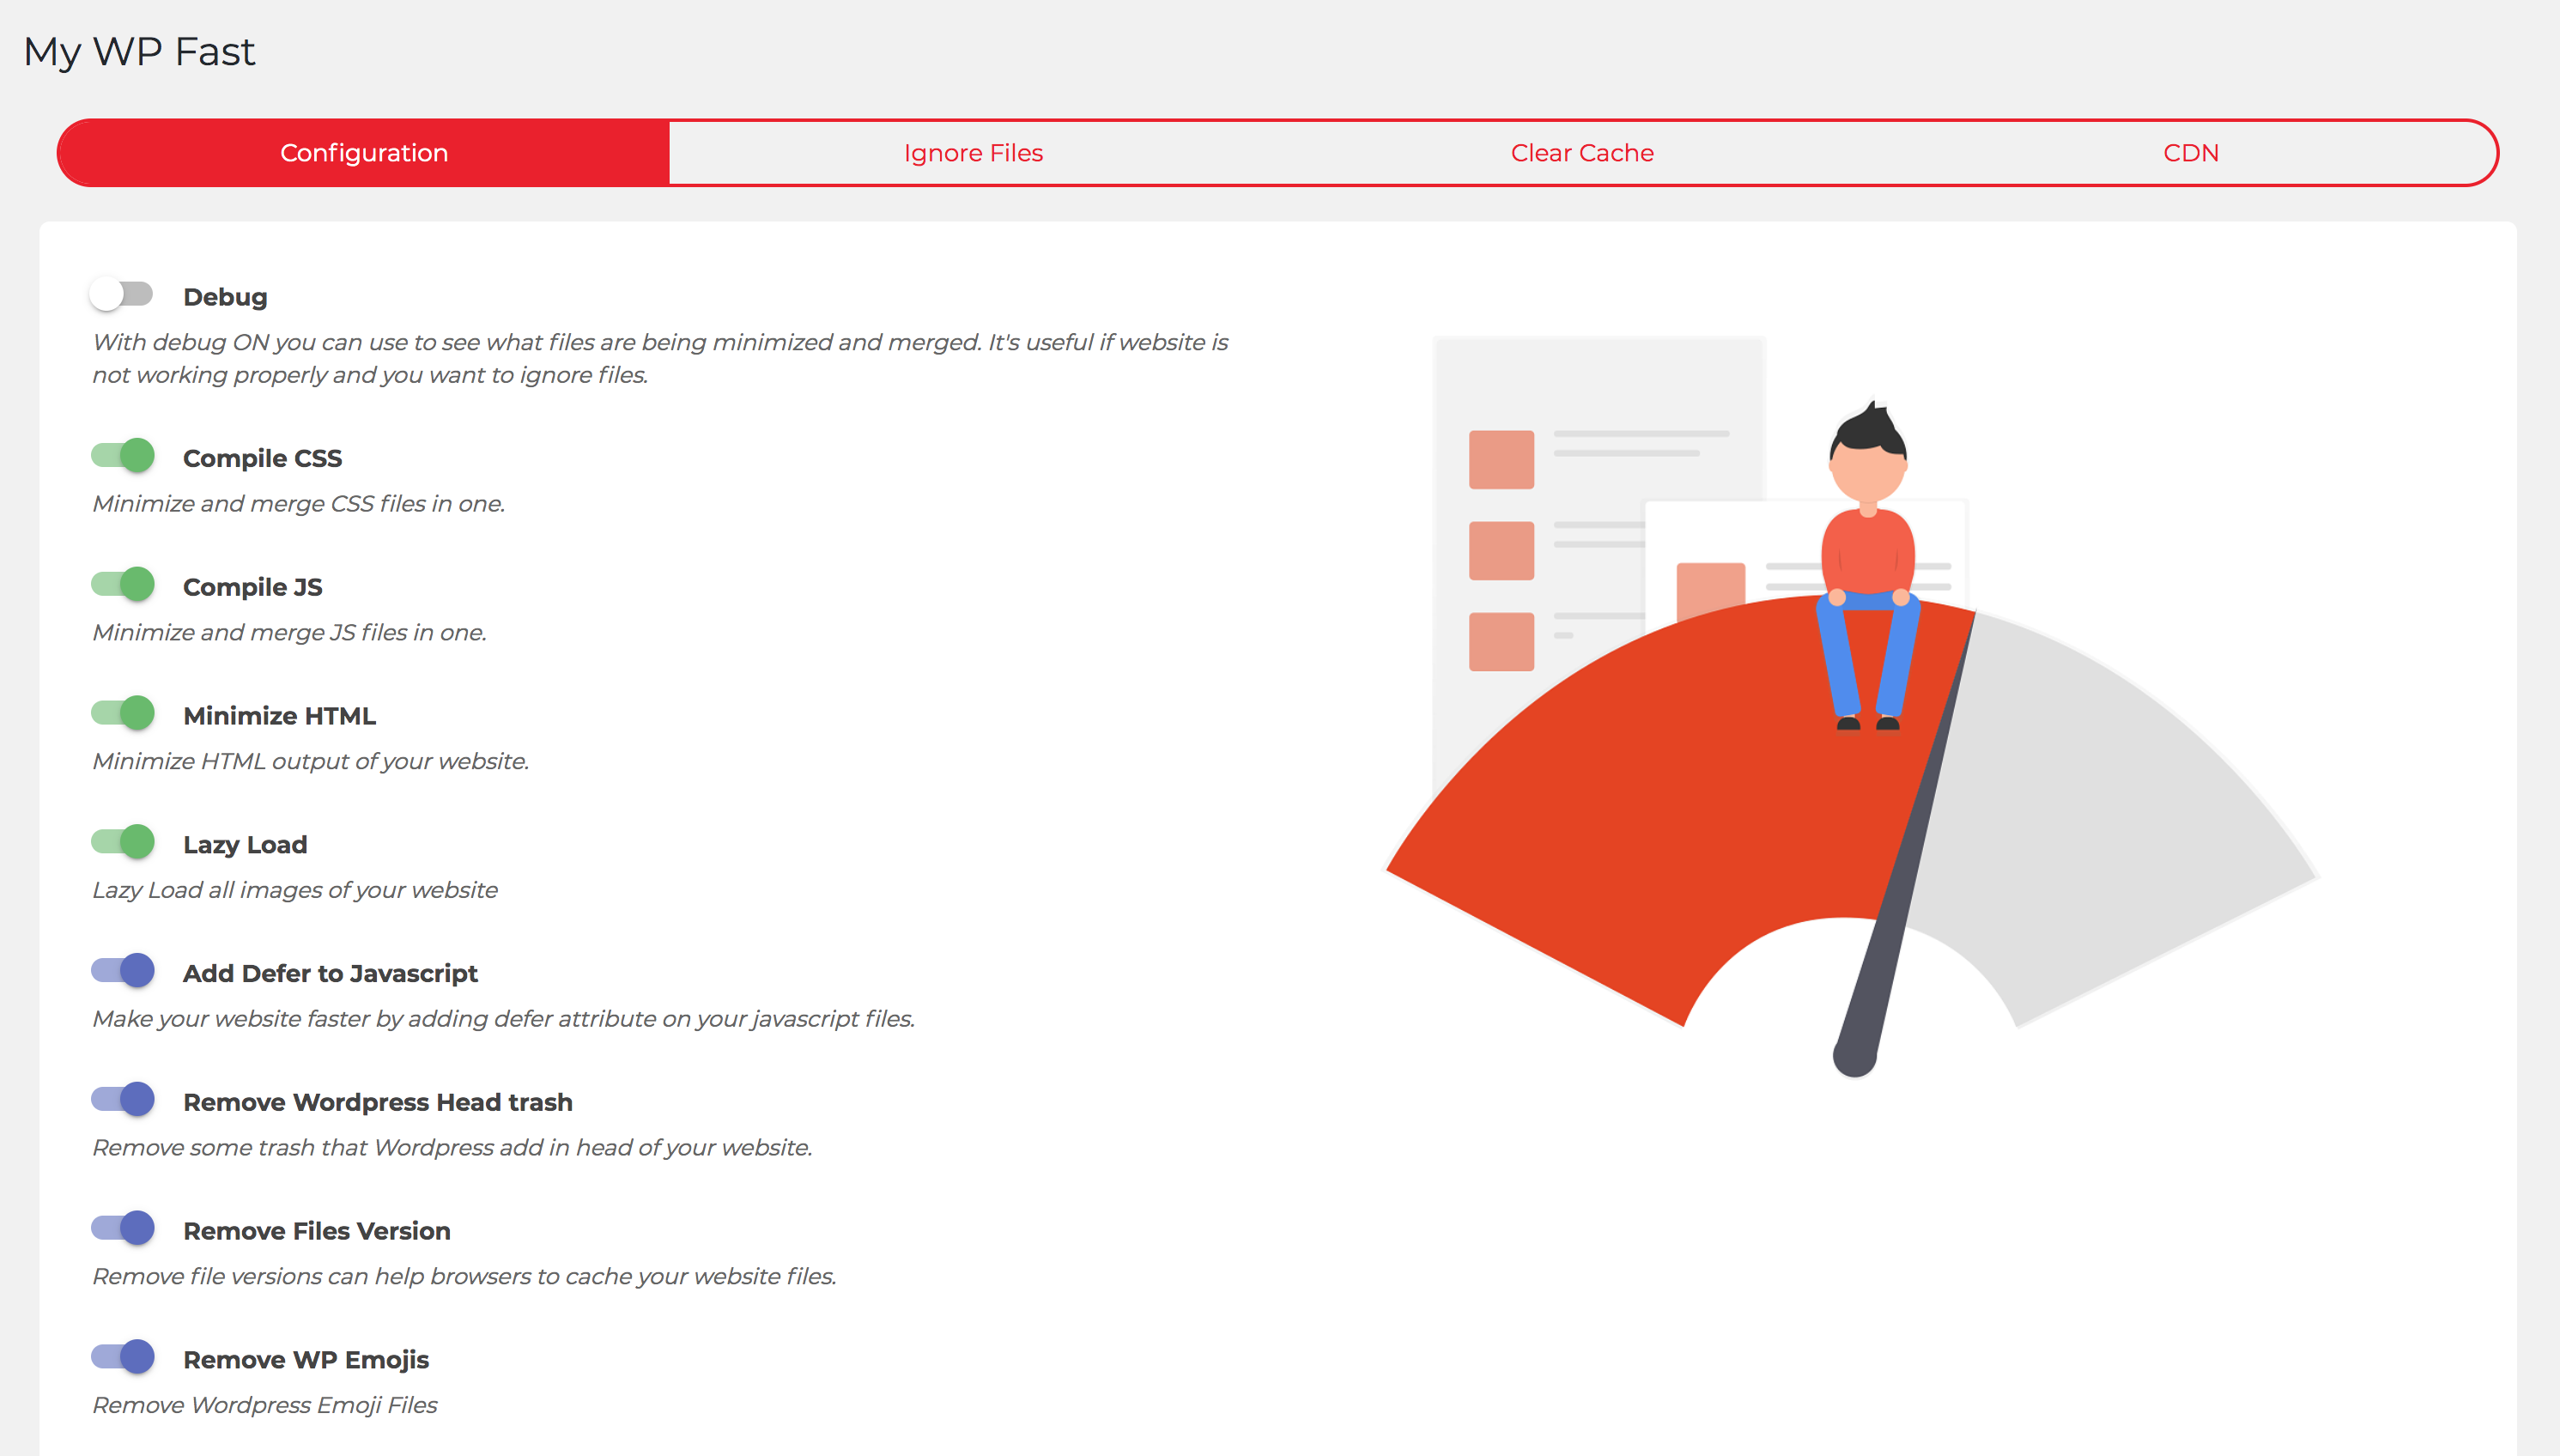 My WP Fast
Configuration
Ignore Files
Clear Cache
CDN
Debug
With debug ON you can use to see what files are being minimized and merged. It's useful if website is
not working properly and you want to ignore files.
Compile CSS
Minimize and merge CSS files in one.
Compile JS
Minimize and merge JS files in one.
Minimize HTML
Minimize HTML output of your website.
Lazy Load
Lazy Load all images of your website
Add Defer to Javascript
Make your website faster by adding defer attribute on your javascript files.
Remove Wordpress Head trash
Remove some trash that Wordpress add in head of your website.
Remove Files Version
Remove file versions can help browsers to cache your website files.
Remove WP Emojis
Remove Wordpress Emoji Files